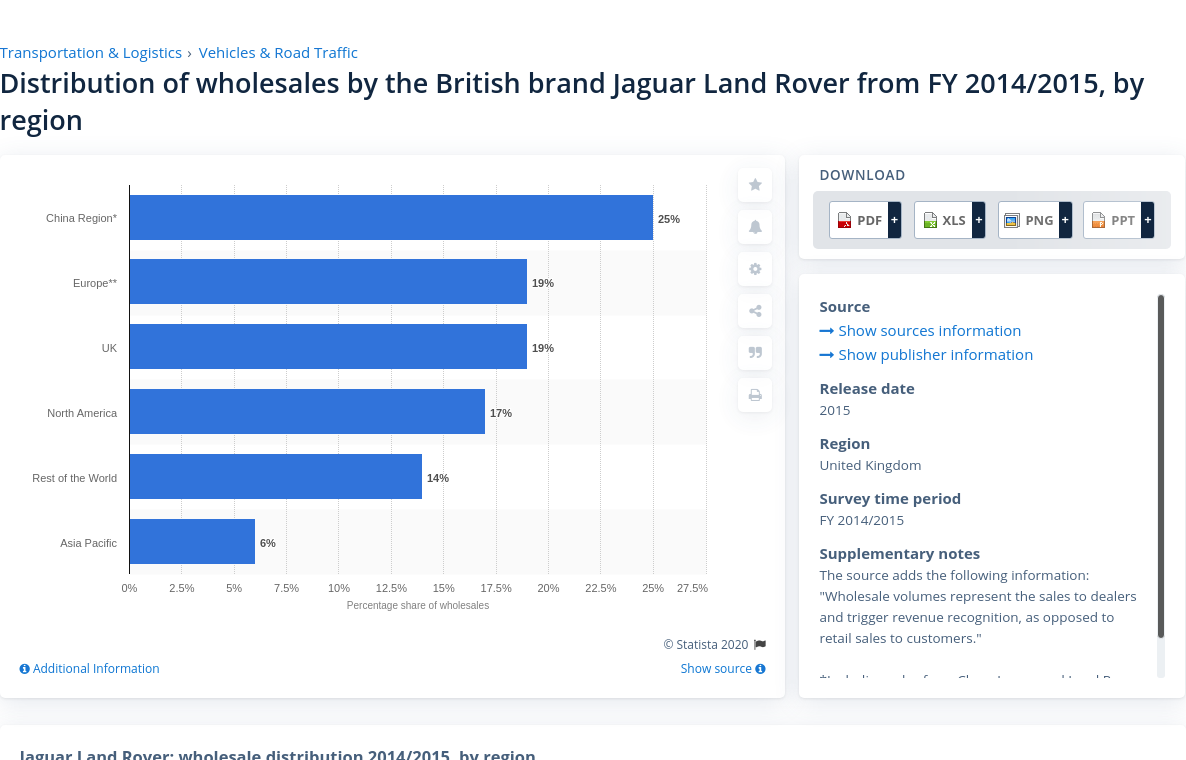 Transportation & Logistics › Vehicles & Road Traffic
Distribution of wholesales by the British brand Jaguar Land Rover from FY 2014/2015, by
region
China Region* 25%
Europe** 19%
UK 19%
North America 17%
Rest of the World 14%
Asia Pacific 6%
0% 2.5% 5% 7.5% 10% 12.5% 15% 17.5% 20% 22.5% 25% 27.5%
Percentage share of wholesales
© Statista 2020
Additional Information
Show source
DOWNLOAD
PDF + XLS + PNG + PPT +
Source
Show sources information
Show publisher information
Release date
2015
Region
United Kingdom
Survey time period
FY 2014/2015
Supplementary notes
The source adds the following information:
"Wholesale volumes represent the sales to dealers
and trigger revenue recognition, as opposed to
retail sales to customers."
Jaguar Land Rover: wholesale distribution 2014/2015, by region